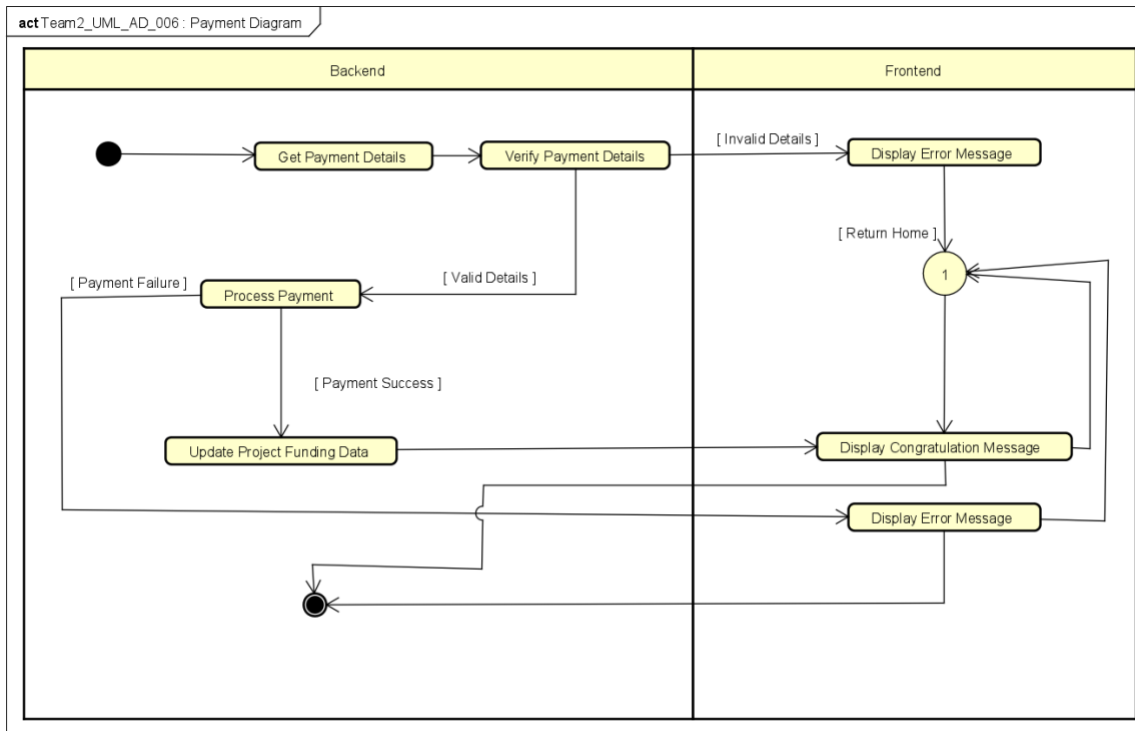 act Team2_UML_AD_006 : Payment Diagram
Backend
Frontend
Get Payment Details
Verify Payment Details
[ Invalid Details ]
Display Error Message
[ Return Home ]
1
[ Payment Failure ]
[ Valid Details ]
Process Payment
[ Payment Success ]
Update Project Funding Data
Display Congratulation Message
Display Error Message